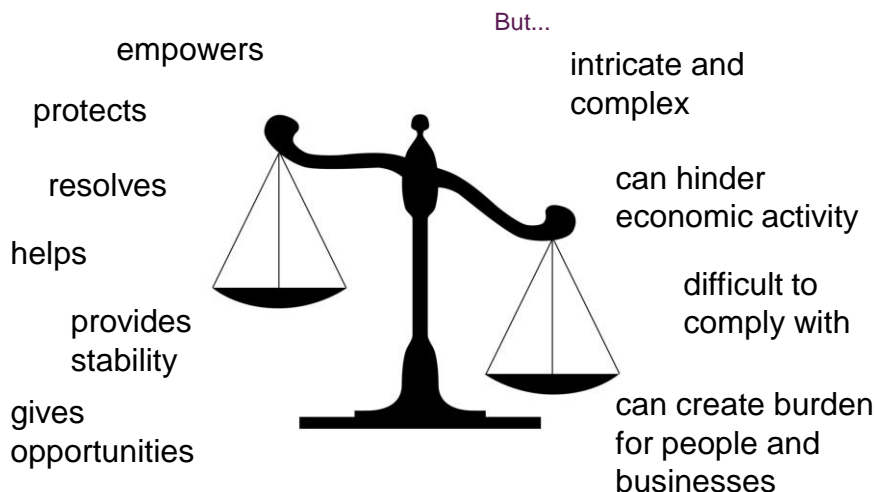 But...
empowers
protects
resolves
helps
provides
stability
gives
opportunities
intricate and
complex
can hinder
economic activity
difficult to
comply with
can create burden
for people and
businesses